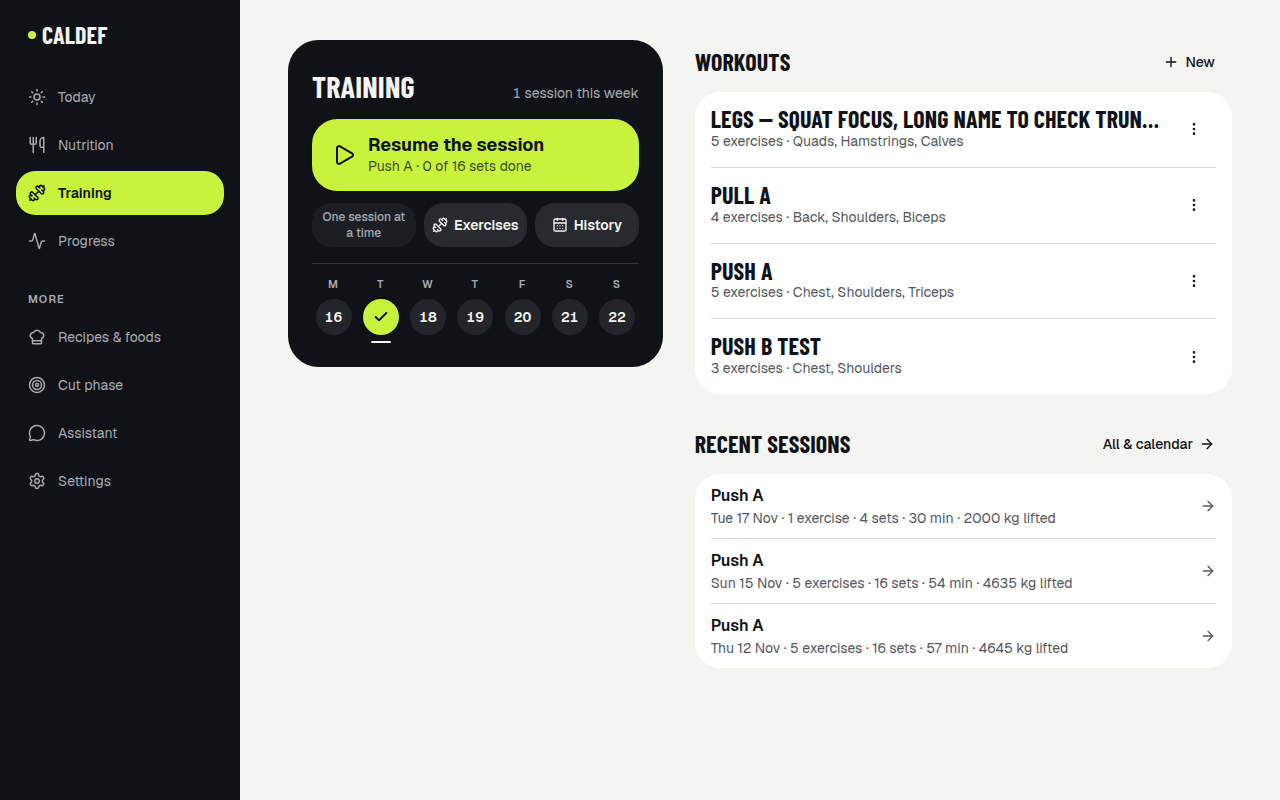 CALDEF
Today
Nutrition
Training
Progress
MORE
Recipes & foods
Cut phase
Assistant
Settings
TRAINING
1 session this week
Resume the session
Push A · 0 of 16 sets done
One session at
a time
Exercises
History
M T W T F S S
16 18 19 20 21 22
WORKOUTS
New
LEGS – SQUAT FOCUS, LONG NAME TO CHECK TRUN…
5 exercises · Quads, Hamstrings, Calves
PULL A
4 exercises · Back, Shoulders, Biceps
PUSH A
5 exercises · Chest, Shoulders, Triceps
PUSH B TEST
3 exercises · Chest, Shoulders
RECENT SESSIONS
All & calendar
Push A
Tue 17 Nov · 1 exercise · 4 sets · 30 min · 2000 kg lifted
Push A
Sun 15 Nov · 5 exercises · 16 sets · 54 min · 4635 kg lifted
Push A
Thu 12 Nov · 5 exercises · 16 sets · 57 min · 4645 kg lifted